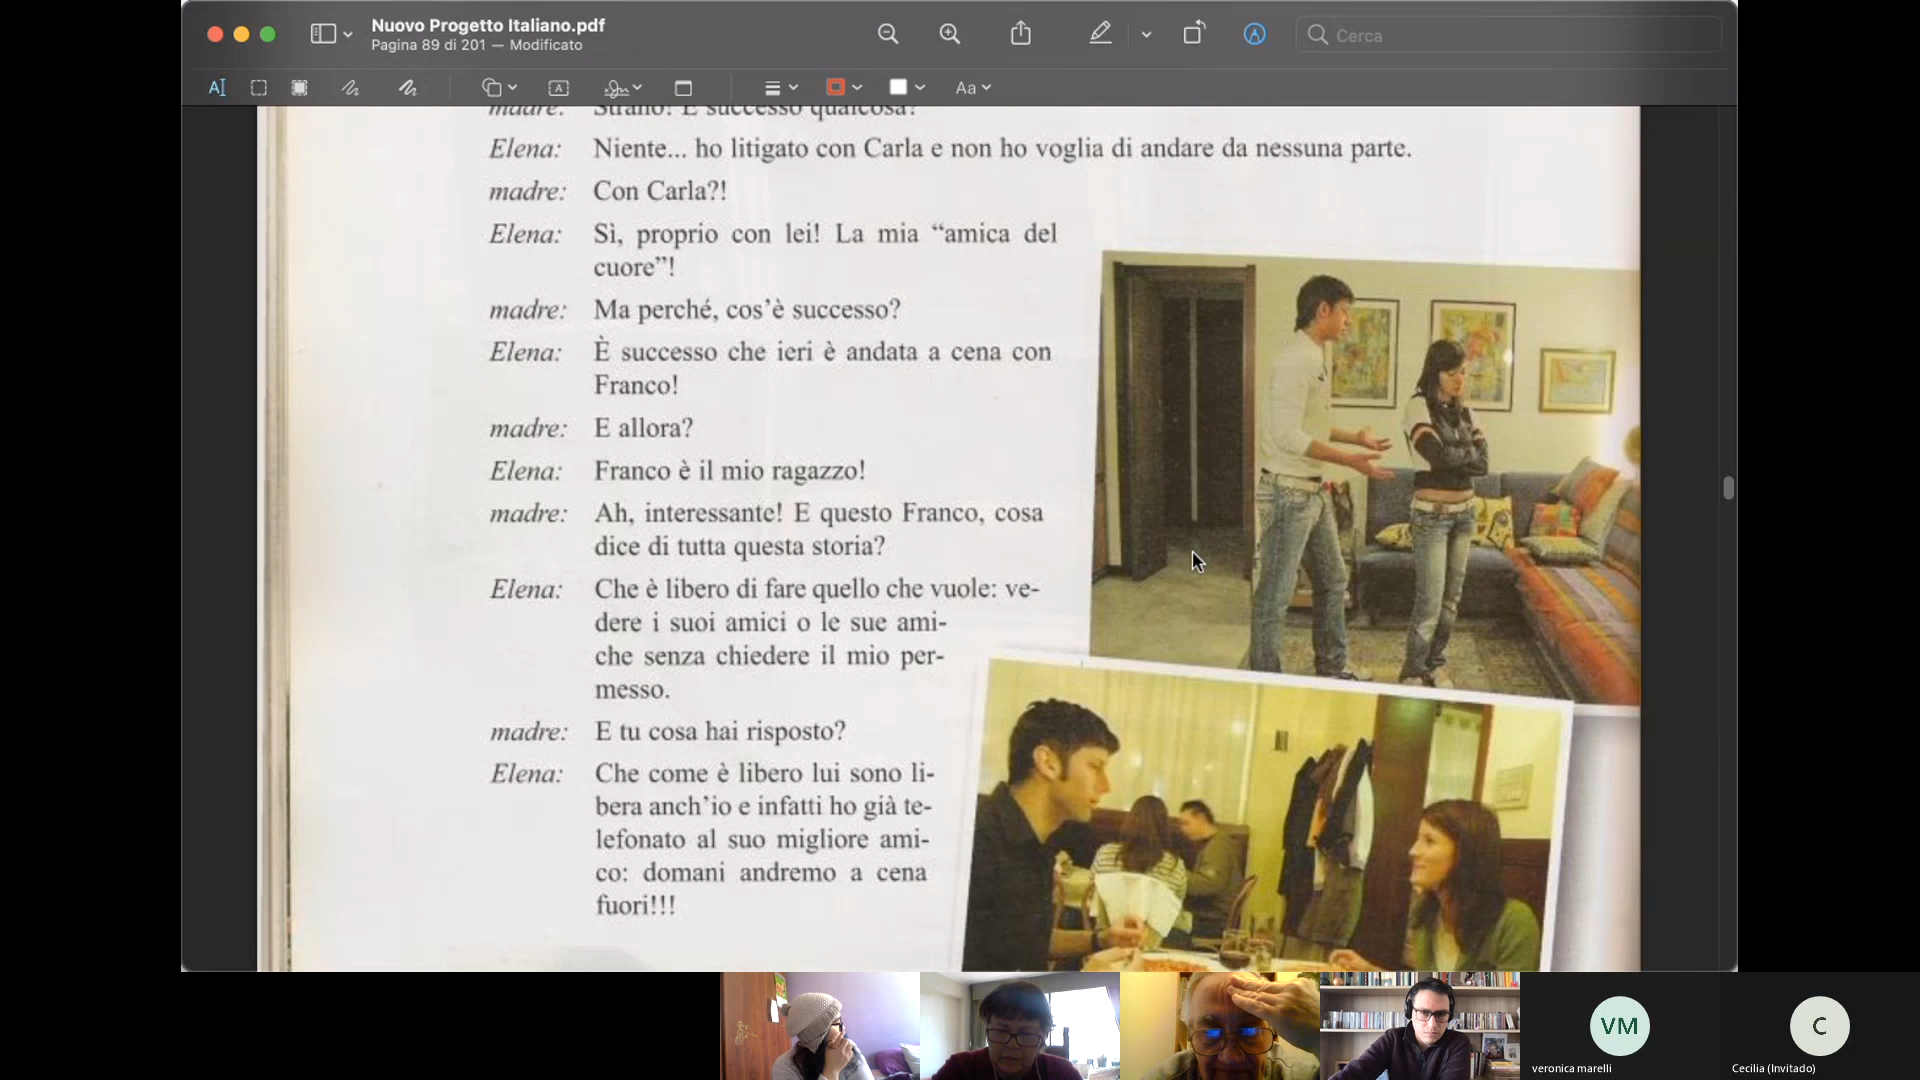 Nuovo Progetto Italiano.pdf
Pagina 89 di 201 — Modificato
Cerca
Aa
madre: Strano! È successo qualcosa?
Elena: Niente... ho litigato con Carla e non ho voglia di andare da nessuna parte.
madre: Con Carla?!
Elena: Sì, proprio con lei! La mia “amica del
cuore”!
madre: Ma perché, cos’è successo?
Elena: È successo che ieri è andata a cena con
Franco!
madre: E allora?
Elena: Franco è il mio ragazzo!
madre: Ah, interessante! E questo Franco, cosa
dice di tutta questa storia?
Elena: Che è libero di fare quello che vuole: ve-
dere i suoi amici o le sue ami-
che senza chiedere il mio per-
messo.
madre: E tu cosa hai risposto?
Elena: Che come è libero lui sono li-
bera anch’io e infatti ho già te-
lefonato al suo migliore ami-
co: domani andremo a cena
fuori!!!
VM
veronica marelli
C
Cecilia (Invitado)